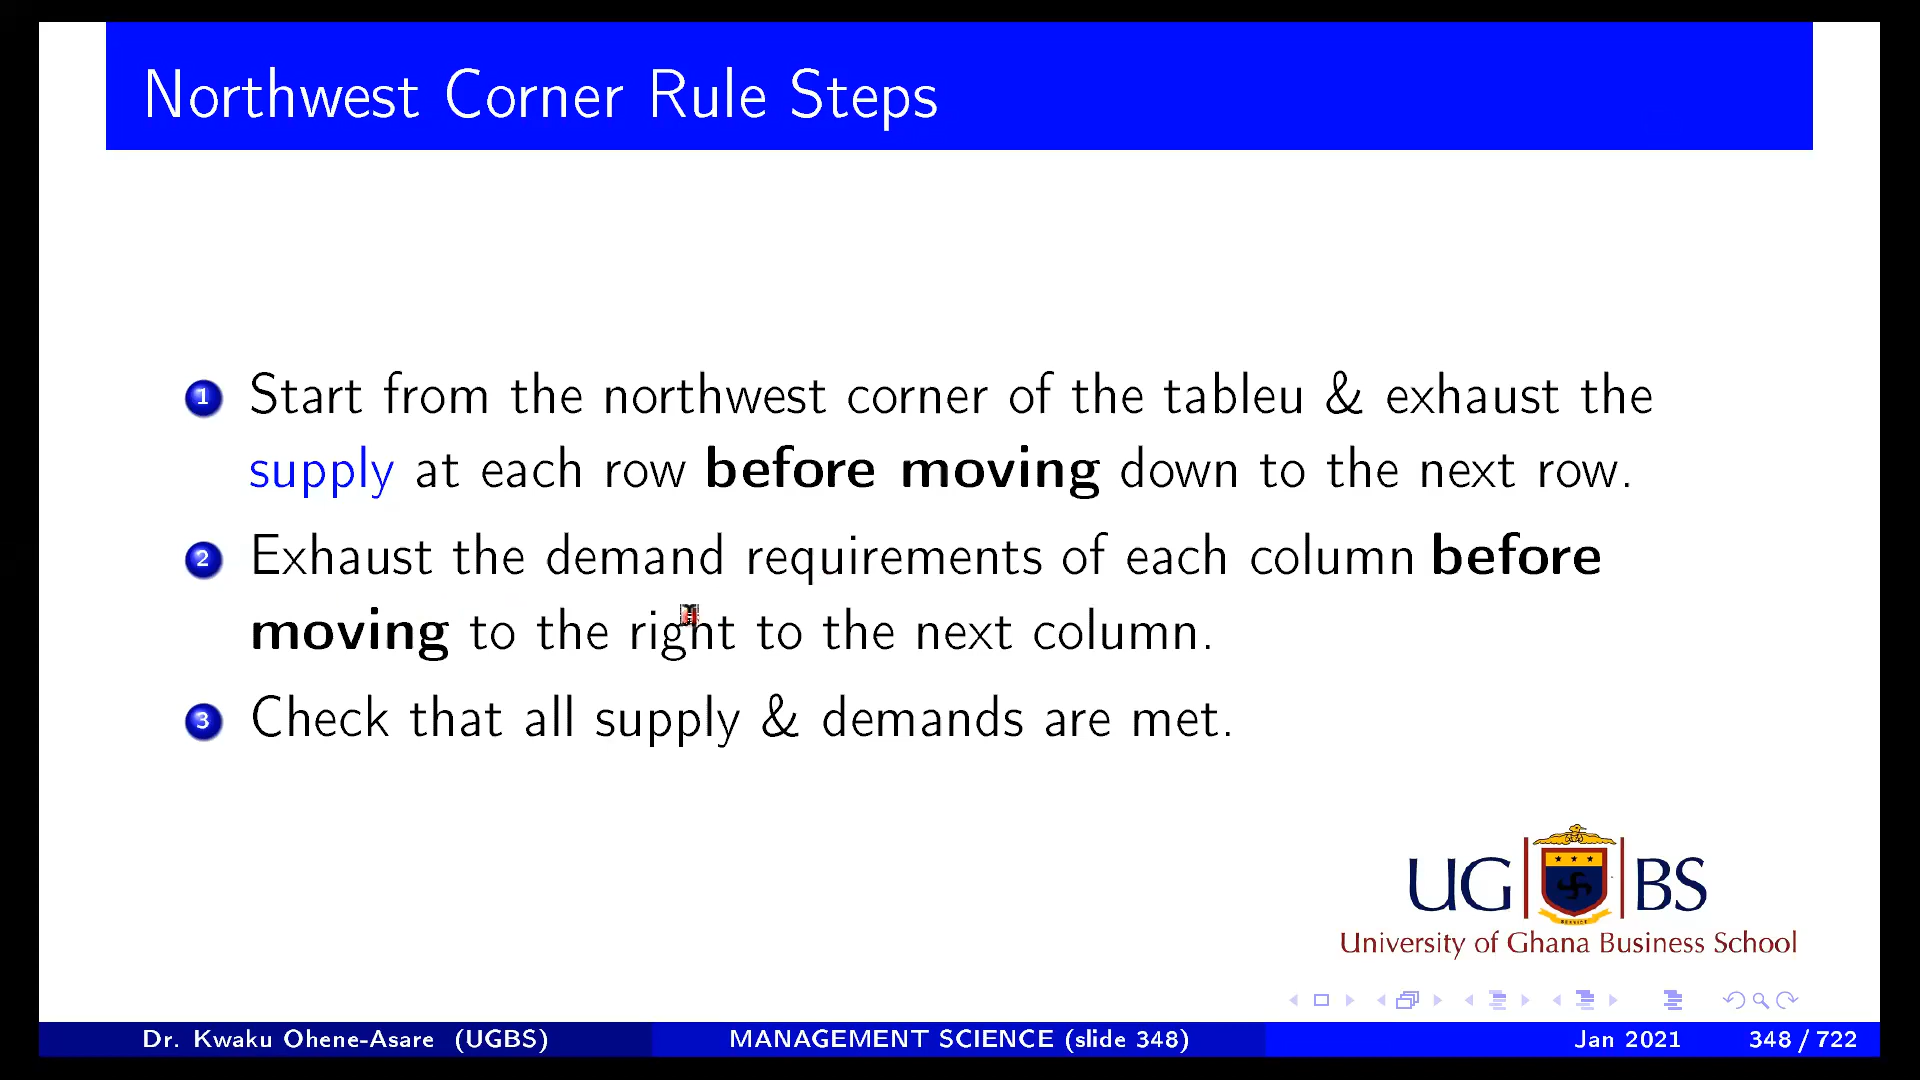 Northwest Corner Rule Steps
1 Start from the northwest corner of the tableu & exhaust the
supply at each row before moving down to the next row.
2 Exhaust the demand requirements of each column before
moving to the right to the next column.
3 Check that all supply & demands are met.
UG BS
University of Ghana Business School
Dr. Kwaku Ohene-Asare (UGBS) MANAGEMENT SCIENCE (slide 348) Jan 2021 348 / 722